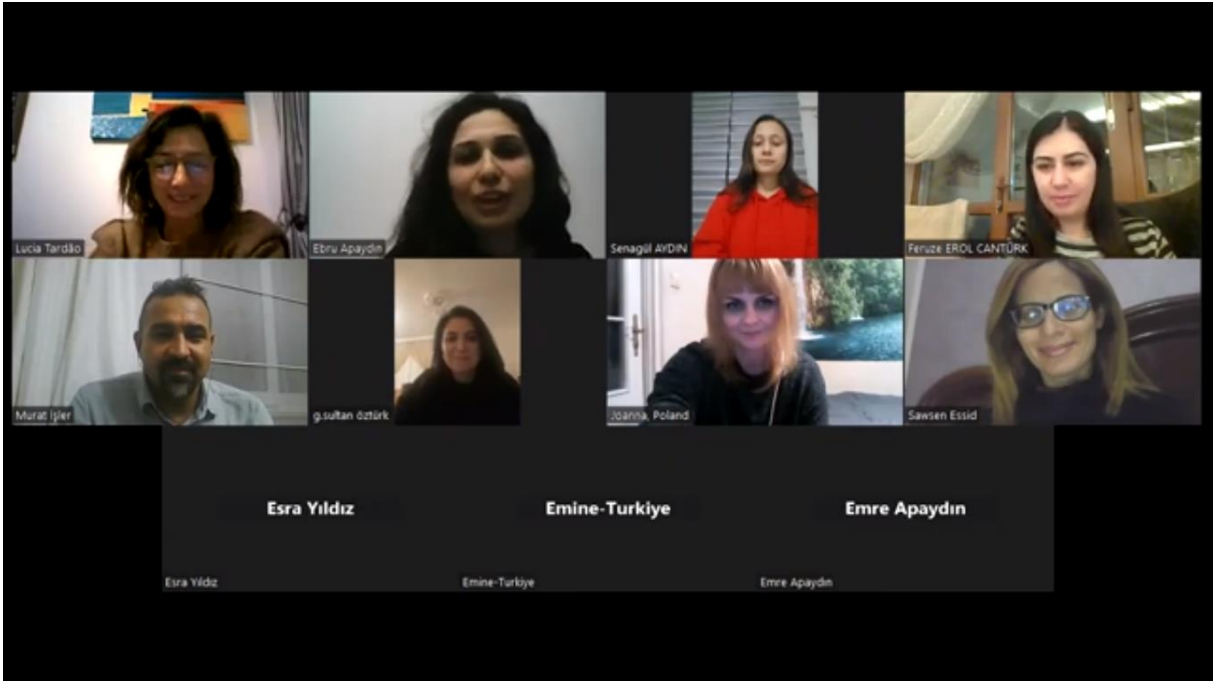 Lucia Tardão
Ebru Apaydın
Senagül AYDIN
Feruze EROL CANTÜRK
Murat İşler
g.sultan öztürk
Joanna, Poland
Sawsen Essid
Esra Yıldız
Emine-Turkiye
Emre Apaydın
Esra Yıldız
Emine-Turkiye
Emre Apaydın